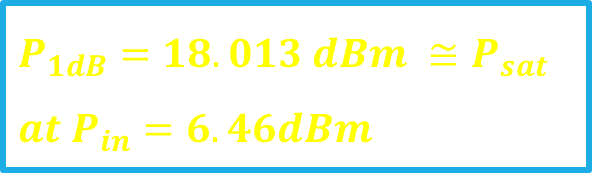 P1dB = 18.013 dBm ≅ Psat
at Pin = 6.46dBm